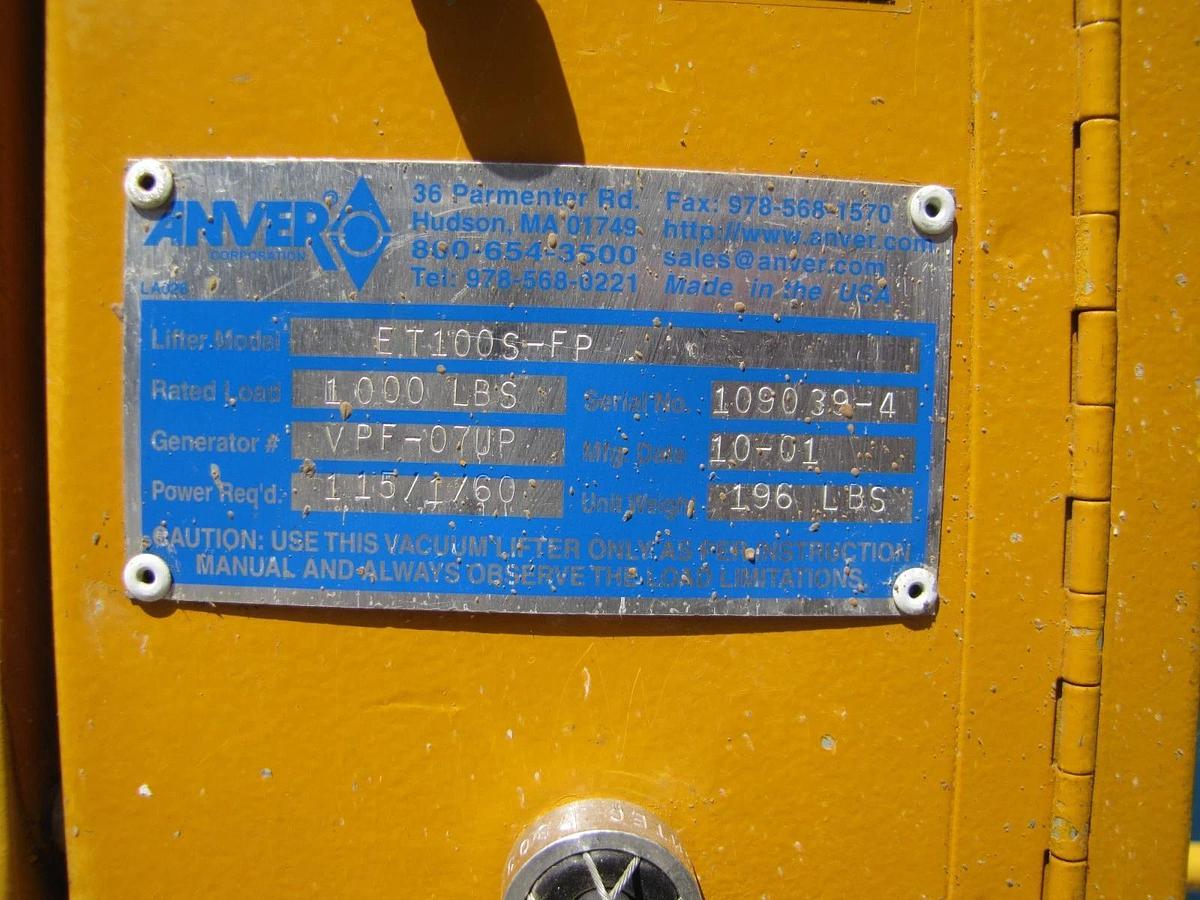 ANVER
CORPORATION
LA026
36 Parmenter Rd.
Hudson, MA 01749
800-654-3500
Tel: 978-568-0221
Fax: 978-568-1570
http://www.anver.com
sales@anver.com
Made in the USA
Lifter Model ET100S-FP
Rated Load 1,000 LBS Serial No. 109039-4
Generator # VPF-07UP Mfg. Date 10-01
Power Req'd. 115/1/60 Unit Weight 196 LBS
CAUTION: USE THIS VACUUM LIFTER ONLY AS PER INSTRUCTION
MANUAL AND ALWAYS OBSERVE THE LOAD LIMITATIONS.